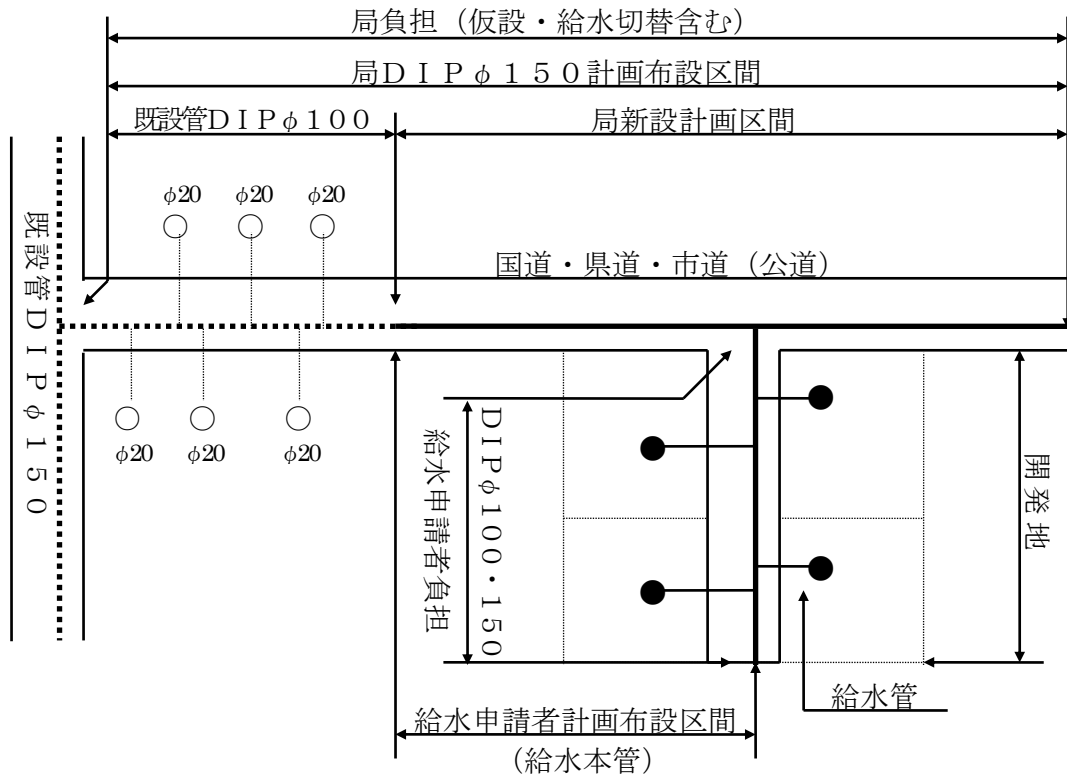 局負担（仮設・給水切替含む）
局ＤＩＰφ１５０計画布設区間
既設管ＤＩＰφ１００
局新設計画区間
φ20
φ20
φ20
国道・県道・市道（公道）
既設管ＤＩＰφ１５０
φ20
φ20
φ20
ＤＩＰφ１００・１５０
給水申請者負担
開発地
給水管
給水申請者計画布設区間
（給水本管）